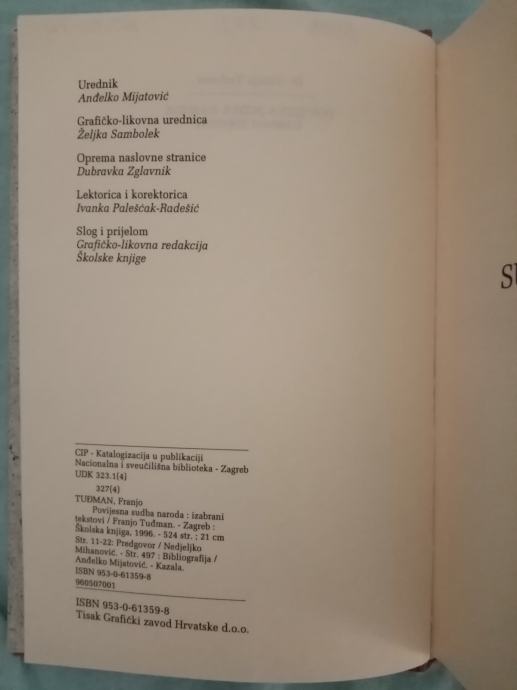 Urednik
Anđelko Mijatović
Grafičko-likovna urednica
Željka Sambolek
Oprema naslovne stranice
Dubravka Zglavnik
Lektorica i korektorica
Ivanka Palešćak-Radešić
Slog i prijelom
Grafičko-likovna redakcija
Školske knjige
CIP - Katalogizacija u publikaciji
Nacionalna i sveučilišna biblioteka - Zagreb
UDK 323.1(4)
327(4)
TUĐMAN, Franjo
Povijesna sudba naroda : izabrani
tekstovi / Franjo Tuđman. - Zagreb :
Školska knjiga, 1996. - 524 str. ; 21 cm
Str. 11-22: Predgovor / Nedjeljko
Mihanović. - Str. 497 : Bibliografija /
Anđelko Mijatović. - Kazala.
ISBN 953-0-61359-8
960507001
ISBN 953-0-61359-8
Tisak Grafički zavod Hrvatske d.o.o.
SU